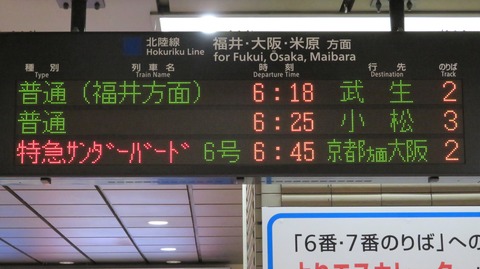 北陸線 福井・大阪・米原 方面
Hokuriku Line for Fukui, Osaka, Maibara
種別 列車名 時刻 行先 のりば
Type Train Name Departure Time Destination Track
普通（福井方面） 6:18 武生 2
普通 6:25 小松 3
特急サンダーバード 6号 6:45 京都方面大阪 2
「6番・7番のりば」への